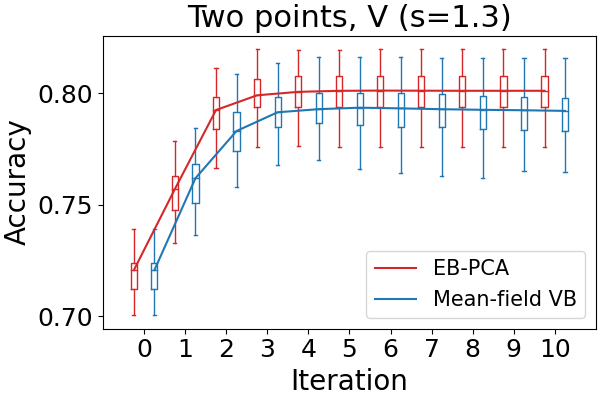 Two points, V (s=1.3)
Accuracy
0.80
0.75
0.70
EB-PCA
Mean-field VB
0 1 2 3 4 5 6 7 8 9 10
Iteration